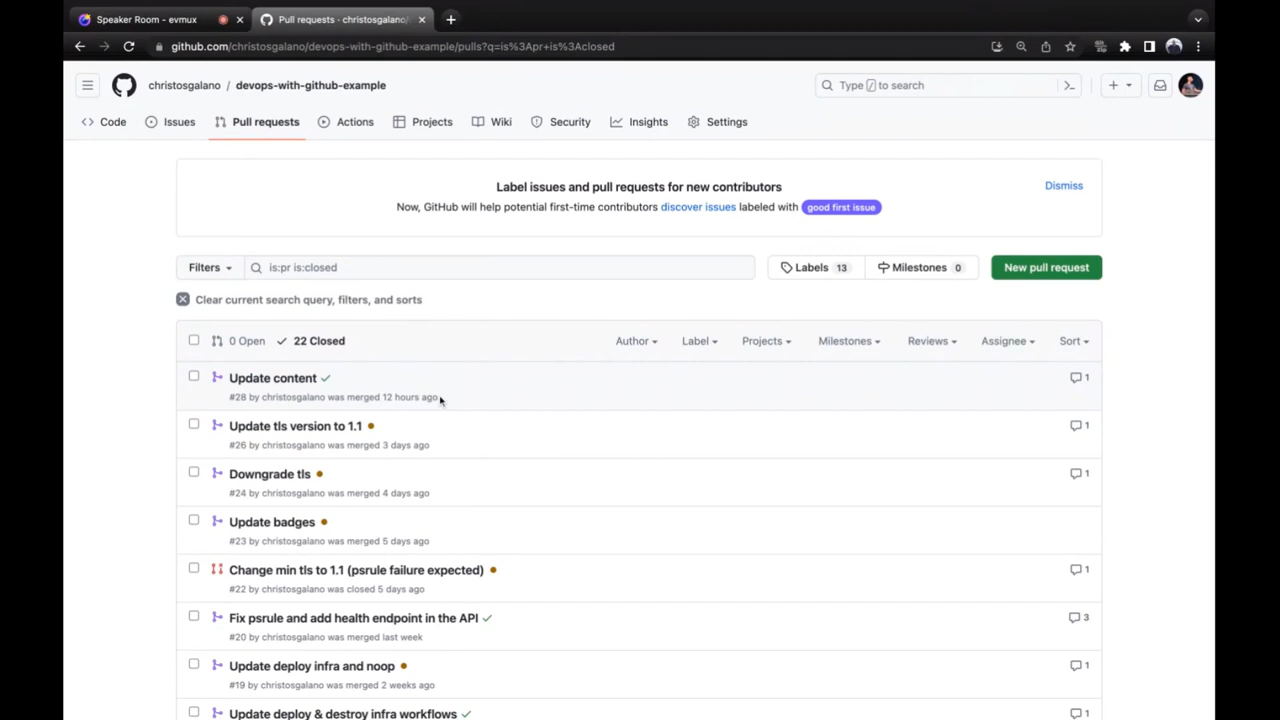 Speaker Room - evmux
Pull requests · christosgalano/
github.com/christosgalano/devops-with-github-example/pulls?q=is%3Apr+is%3Aclosed
christosgalano / devops-with-github-example
Type / to search
Code Issues Pull requests Actions Projects Wiki Security Insights Settings
Label issues and pull requests for new contributors
Dismiss
Now, GitHub will help potential first-time contributors discover issues labeled with good first issue
Filters is:pr is:closed Labels 13 Milestones 0 New pull request
Clear current search query, filters, and sorts
0 Open 22 Closed Author Label Projects Milestones Reviews Assignee Sort
Update content 1
#28 by christosgalano was merged 12 hours ago
Update tls version to 1.1 1
#26 by christosgalano was merged 3 days ago
Downgrade tls 1
#24 by christosgalano was merged 4 days ago
Update badges
#23 by christosgalano was merged 5 days ago
Change min tls to 1.1 (psrule failure expected) 1
#22 by christosgalano was closed 5 days ago
Fix psrule and add health endpoint in the API 3
#20 by christosgalano was merged last week
Update deploy infra and noop 1
#19 by christosgalano was merged 2 weeks ago
Update deploy & destroy infra workflows 1